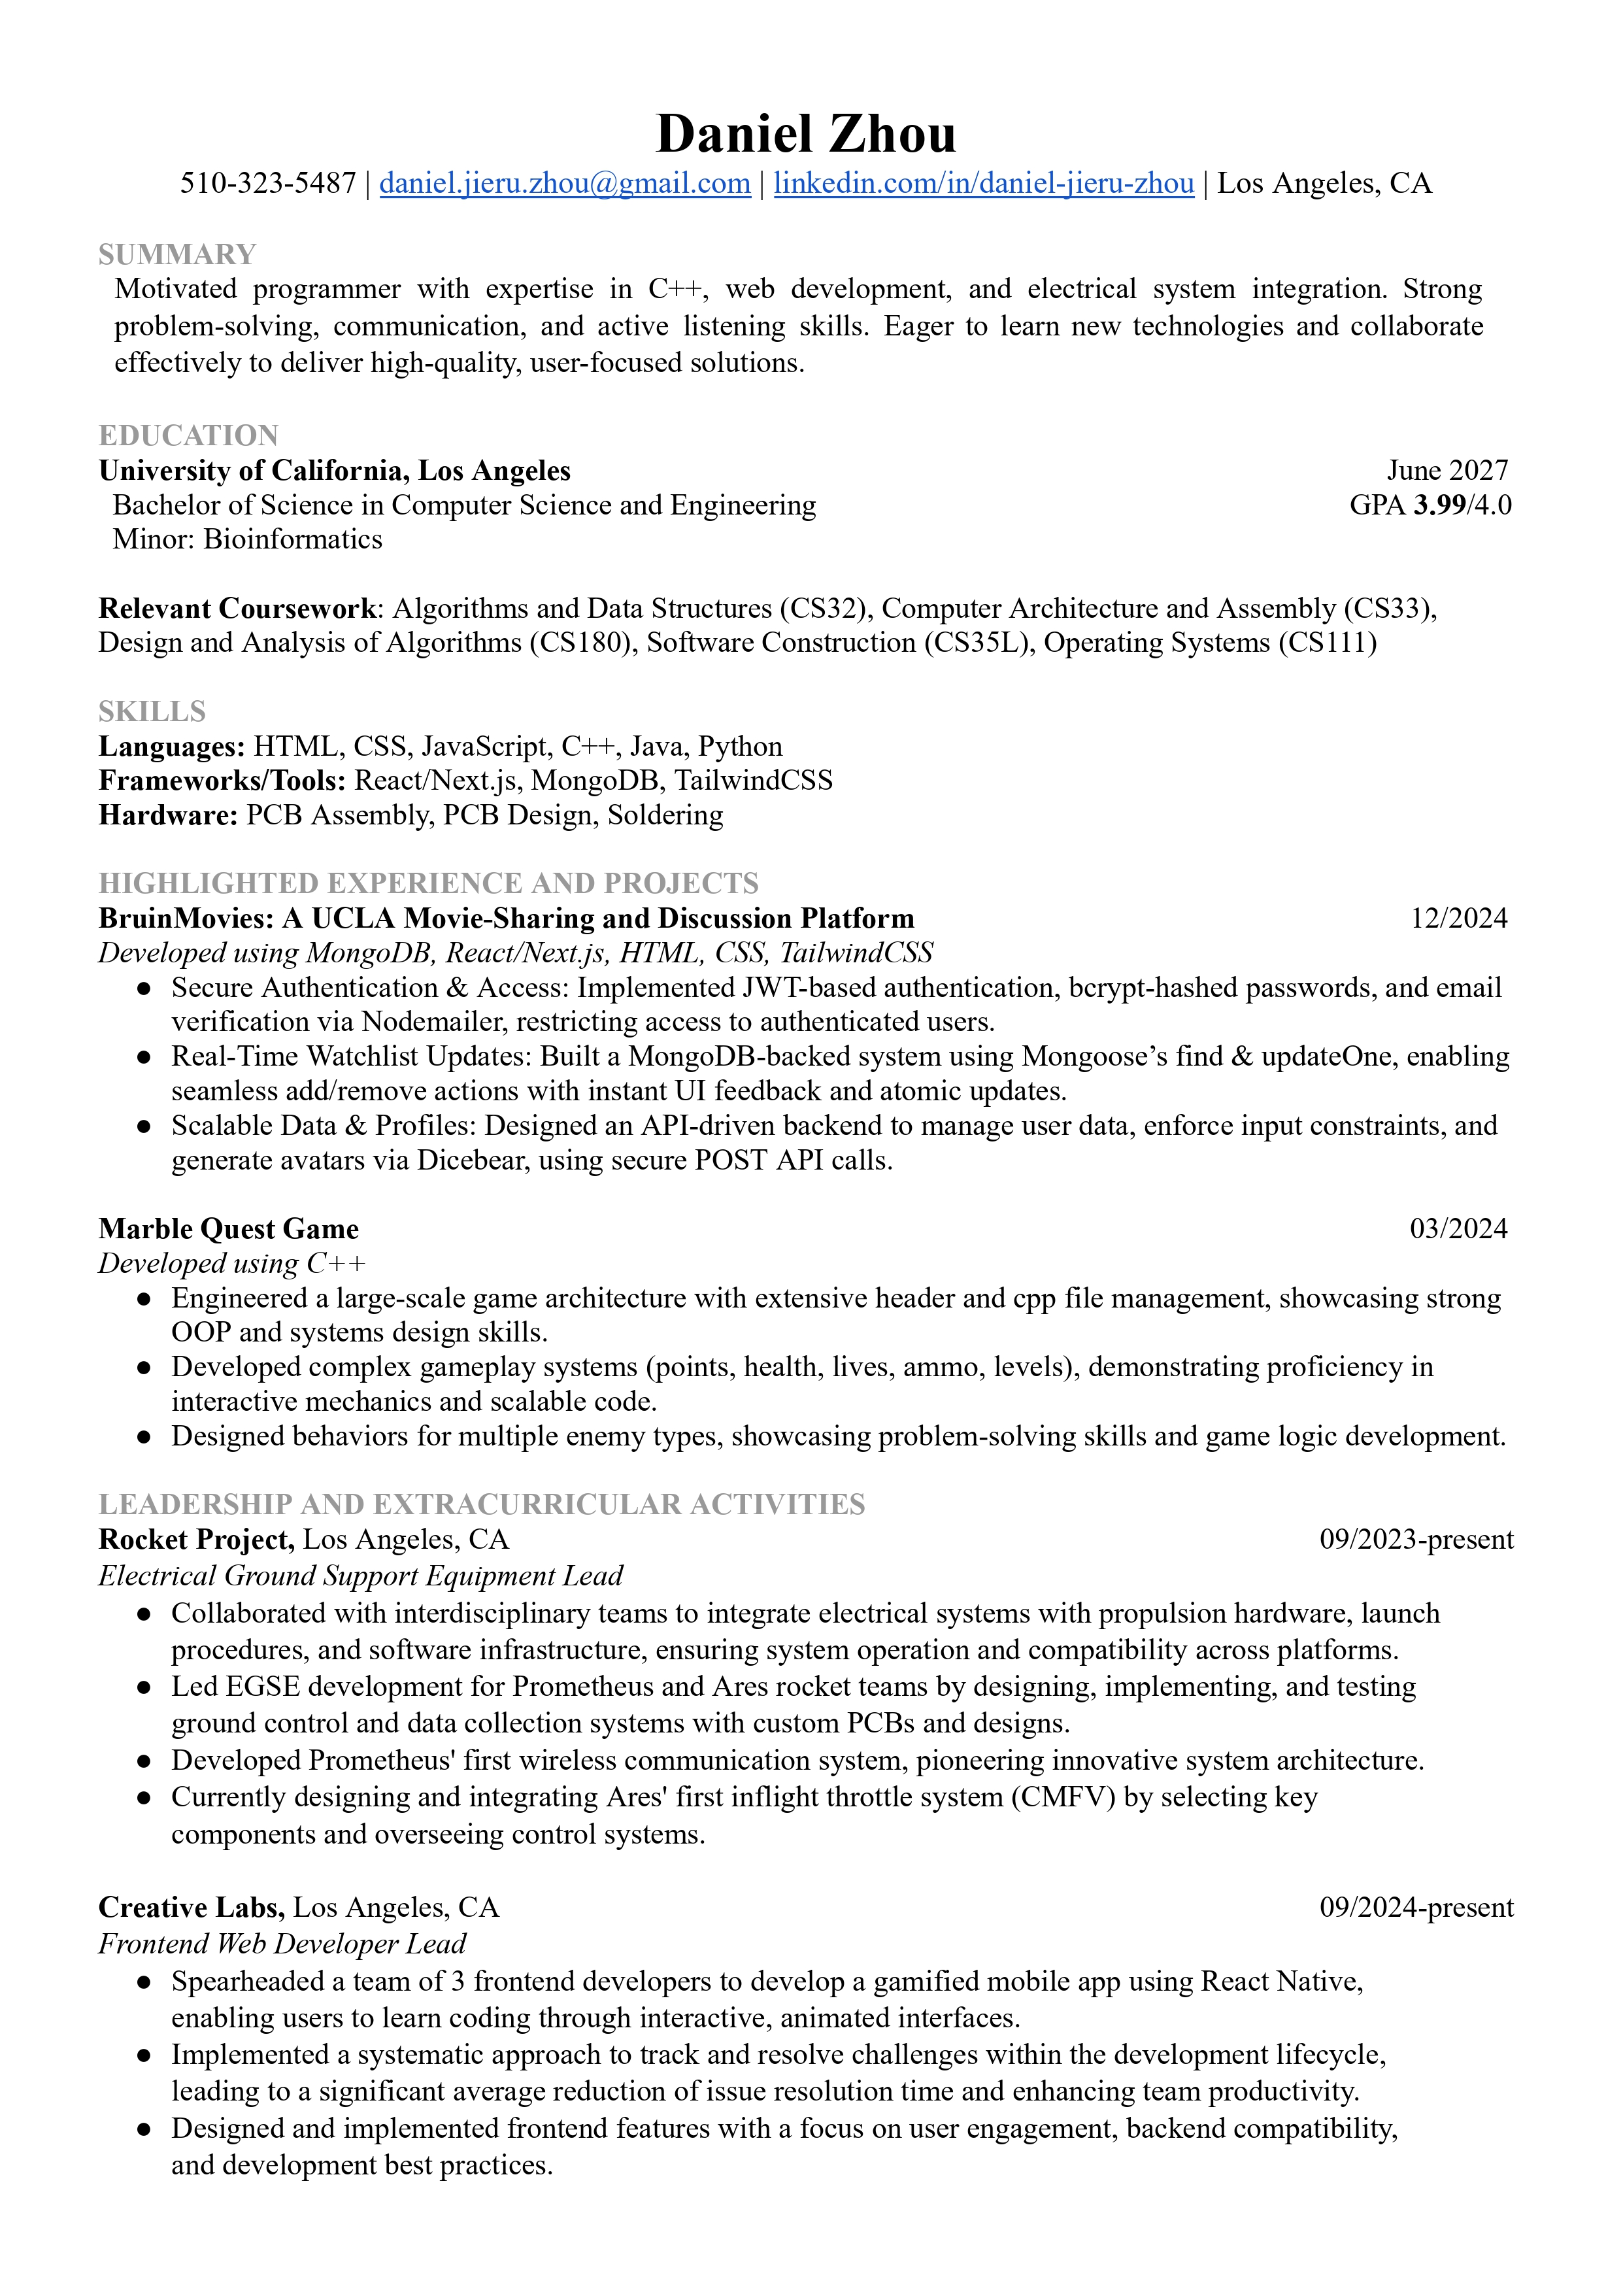 Daniel Zhou
510-323-5487 | daniel.jieru.zhou@gmail.com | linkedin.com/in/daniel-jieru-zhou | Los Angeles, CA
SUMMARY
Motivated programmer with expertise in C++, web development, and electrical system integration. Strong
problem-solving, communication, and active listening skills. Eager to learn new technologies and collaborate
effectively to deliver high-quality, user-focused solutions.
EDUCATION
University of California, Los Angeles June 2027
Bachelor of Science in Computer Science and Engineering GPA 3.99/4.0
Minor: Bioinformatics
Relevant Coursework: Algorithms and Data Structures (CS32), Computer Architecture and Assembly (CS33),
Design and Analysis of Algorithms (CS180), Software Construction (CS35L), Operating Systems (CS111)
SKILLS
Languages: HTML, CSS, JavaScript, C++, Java, Python
Frameworks/Tools: React/Next.js, MongoDB, TailwindCSS
Hardware: PCB Assembly, PCB Design, Soldering
HIGHLIGHTED EXPERIENCE AND PROJECTS
BruinMovies: A UCLA Movie-Sharing and Discussion Platform 12/2024
Developed using MongoDB, React/Next.js, HTML, CSS, TailwindCSS
● Secure Authentication & Access: Implemented JWT-based authentication, bcrypt-hashed passwords, and email
verification via Nodemailer, restricting access to authenticated users.
● Real-Time Watchlist Updates: Built a MongoDB-backed system using Mongoose’s find & updateOne, enabling
seamless add/remove actions with instant UI feedback and atomic updates.
● Scalable Data & Profiles: Designed an API-driven backend to manage user data, enforce input constraints, and
generate avatars via Dicebear, using secure POST API calls.
Marble Quest Game 03/2024
Developed using C++
● Engineered a large-scale game architecture with extensive header and cpp file management, showcasing strong
OOP and systems design skills.
● Developed complex gameplay systems (points, health, lives, ammo, levels), demonstrating proficiency in
interactive mechanics and scalable code.
● Designed behaviors for multiple enemy types, showcasing problem-solving skills and game logic development.
LEADERSHIP AND EXTRACURRICULAR ACTIVITIES
Rocket Project, Los Angeles, CA 09/2023-present
Electrical Ground Support Equipment Lead
● Collaborated with interdisciplinary teams to integrate electrical systems with propulsion hardware, launch
procedures, and software infrastructure, ensuring system operation and compatibility across platforms.
● Led EGSE development for Prometheus and Ares rocket teams by designing, implementing, and testing
ground control and data collection systems with custom PCBs and designs.
● Developed Prometheus' first wireless communication system, pioneering innovative system architecture.
● Currently designing and integrating Ares' first inflight throttle system (CMFV) by selecting key
components and overseeing control systems.
Creative Labs, Los Angeles, CA 09/2024-present
Frontend Web Developer Lead
● Spearheaded a team of 3 frontend developers to develop a gamified mobile app using React Native,
enabling users to learn coding through interactive, animated interfaces.
● Implemented a systematic approach to track and resolve challenges within the development lifecycle,
leading to a significant average reduction of issue resolution time and enhancing team productivity.
● Designed and implemented frontend features with a focus on user engagement, backend compatibility,
and development best practices.